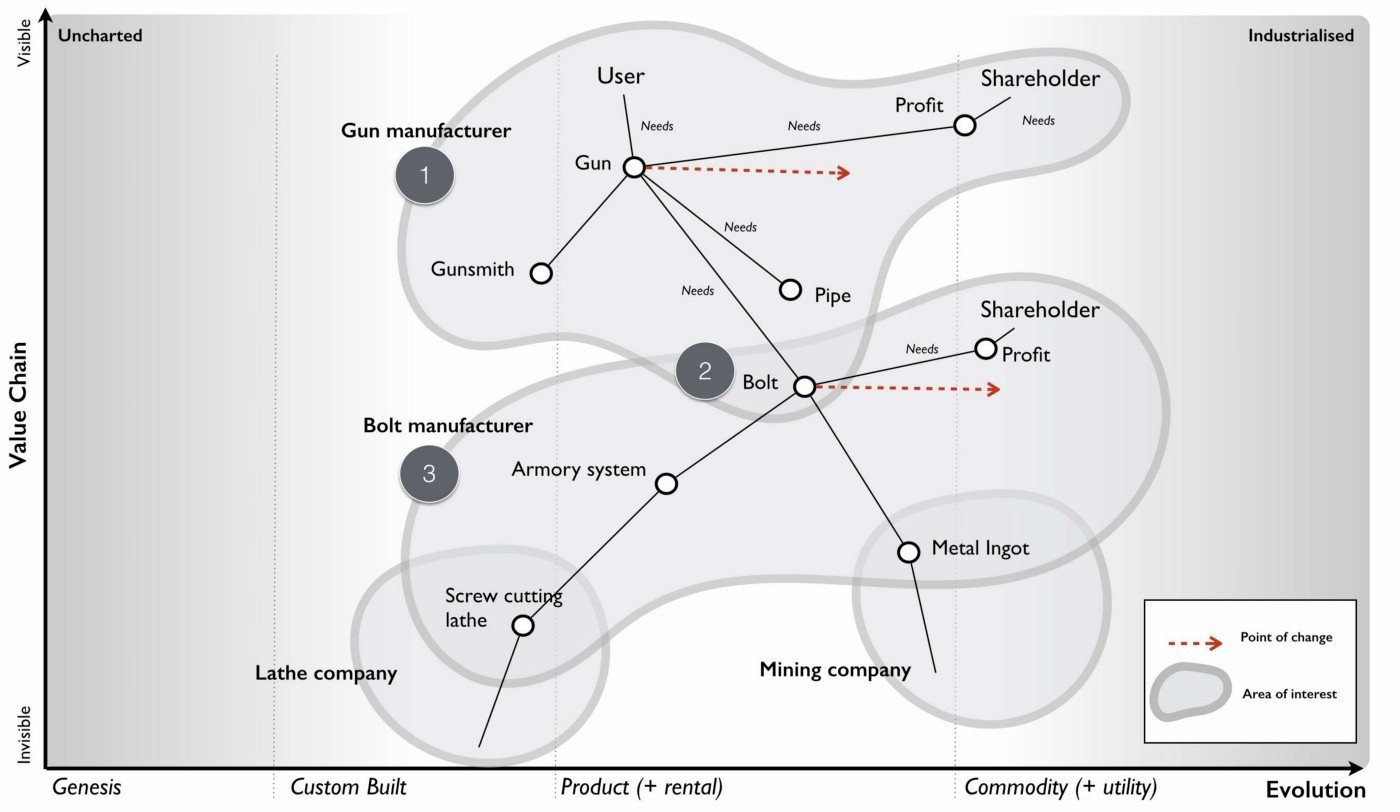 Visible
Uncharted
Industrialised
User
Shareholder
Profit
Needs
Needs
Needs
Gun manufacturer
1
Gun
Needs
Gunsmith
Needs
Pipe
Shareholder
Needs
Profit
2
Bolt
Value Chain
Bolt manufacturer
3
Armory system
Metal Ingot
Screw cutting
lathe
Lathe company
Mining company
Point of change
Area of interest
Invisible
Genesis
Custom Built
Product (+ rental)
Commodity (+ utility)
Evolution